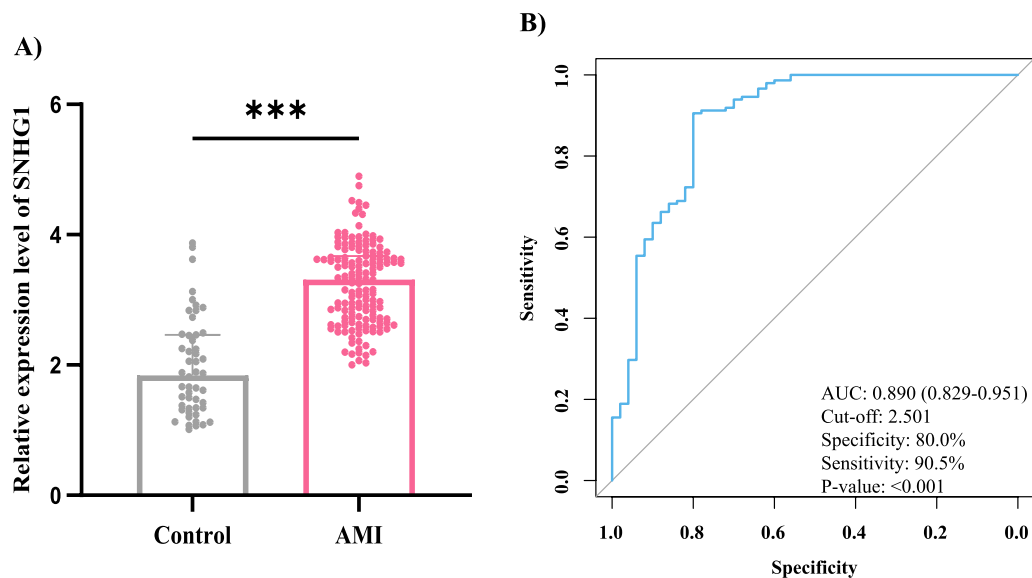 A)
Relative expression level of SNHG1
6
4
2
0
***
Control
AMI
B)
Sensitivity
1.0
0.8
0.6
0.4
0.2
0.0
AUC: 0.890 (0.829-0.951)
Cut-off: 2.501
Specificity: 80.0%
Sensitivity: 90.5%
P-value: <0.001
1.0 0.8 0.6 0.4 0.2 0.0
Specificity